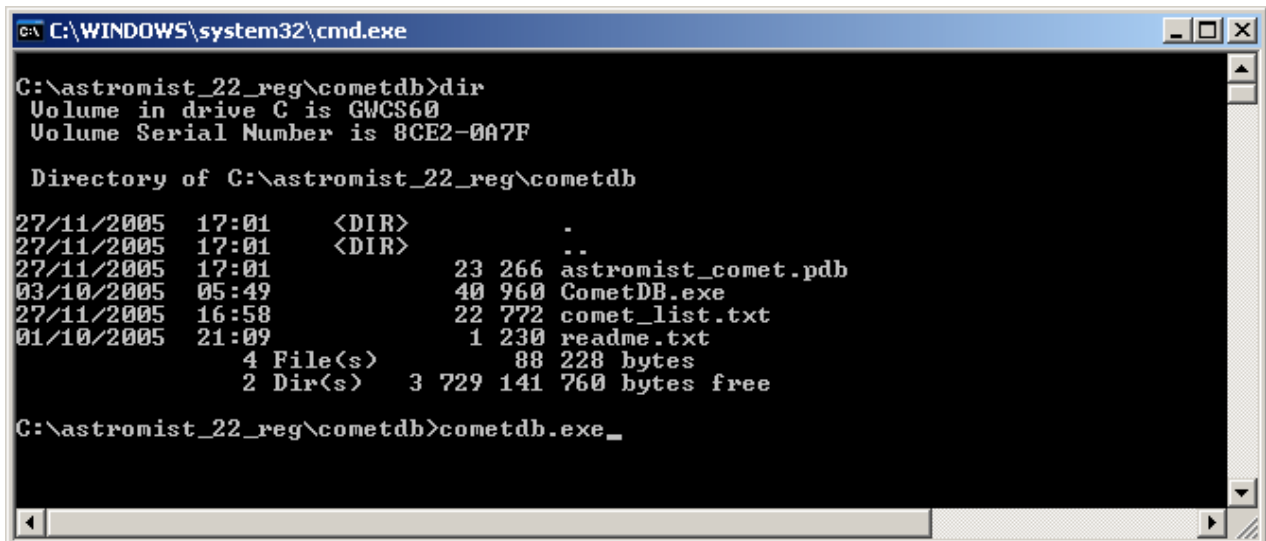 C:\WINDOWS\system32\cmd.exe
C:\astromist_22_reg\cometdb>dir
 Volume in drive C is GWCS60
 Volume Serial Number is 8CE2-0A7F
 Directory of C:\astromist_22_reg\cometdb
27/11/2005  17:01    <DIR>          .
27/11/2005  17:01    <DIR>          ..
27/11/2005  17:01            23 266 astromist_comet.pdb
03/10/2005  05:49            40 960 CometDB.exe
27/11/2005  16:58            22 772 comet_list.txt
01/10/2005  21:09             1 230 readme.txt
               4 File(s)         88 228 bytes
               2 Dir(s)   3 729 141 760 bytes free
C:\astromist_22_reg\cometdb>cometdb.exe_